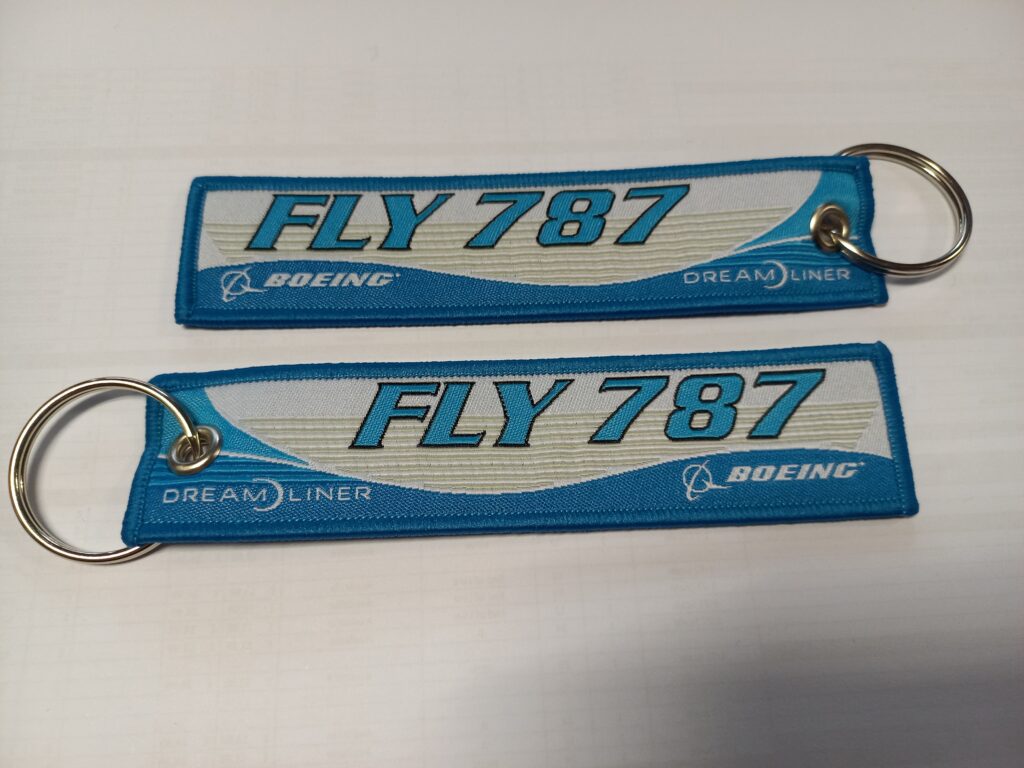 FLY 787
BOEING
DREAMLINER
FLY 787
DREAMLINER
BOEING